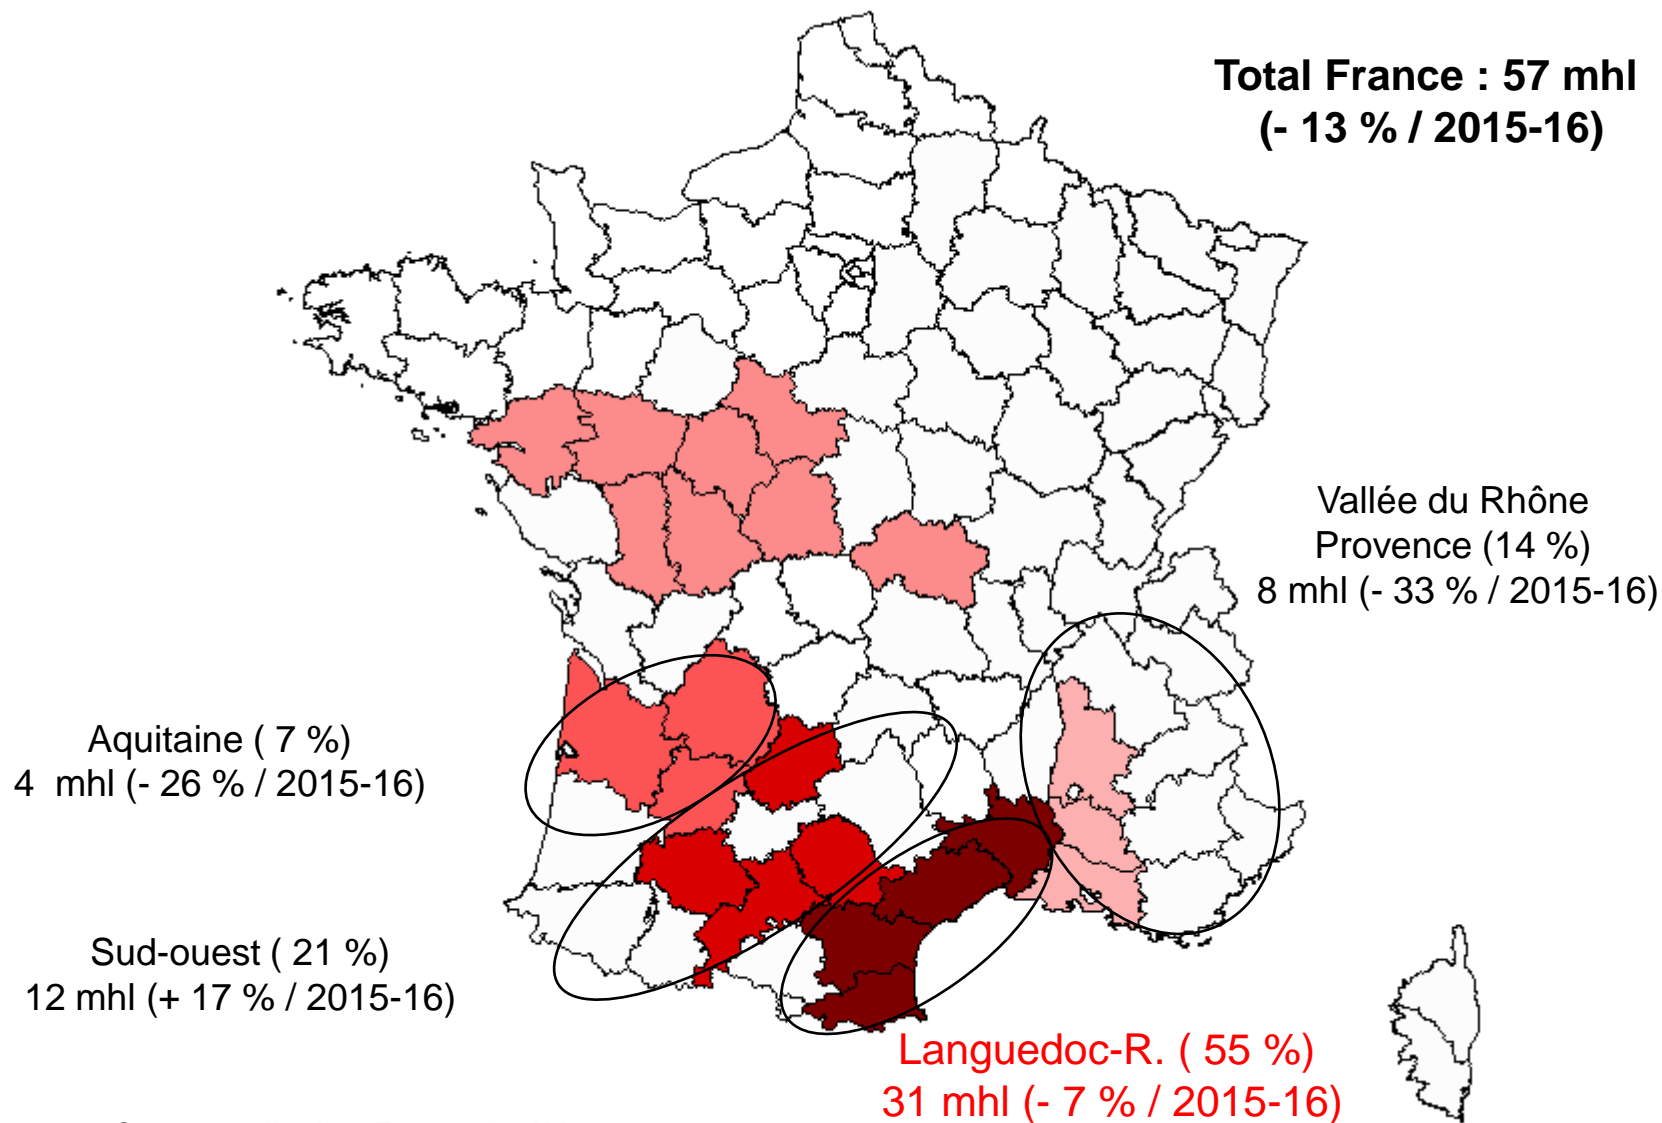 Total France : 57 mhl
(- 13 % / 2015-16)
Vallée du Rhône
Provence (14 %)
8 mhl (- 33 % / 2015-16)
Aquitaine ( 7 %)
4  mhl (- 26 % / 2015-16)
Sud-ouest ( 21 %)
12 mhl (+ 17 % / 2015-16)
Languedoc-R. ( 55 %)
31 mhl (- 7 % / 2015-16)